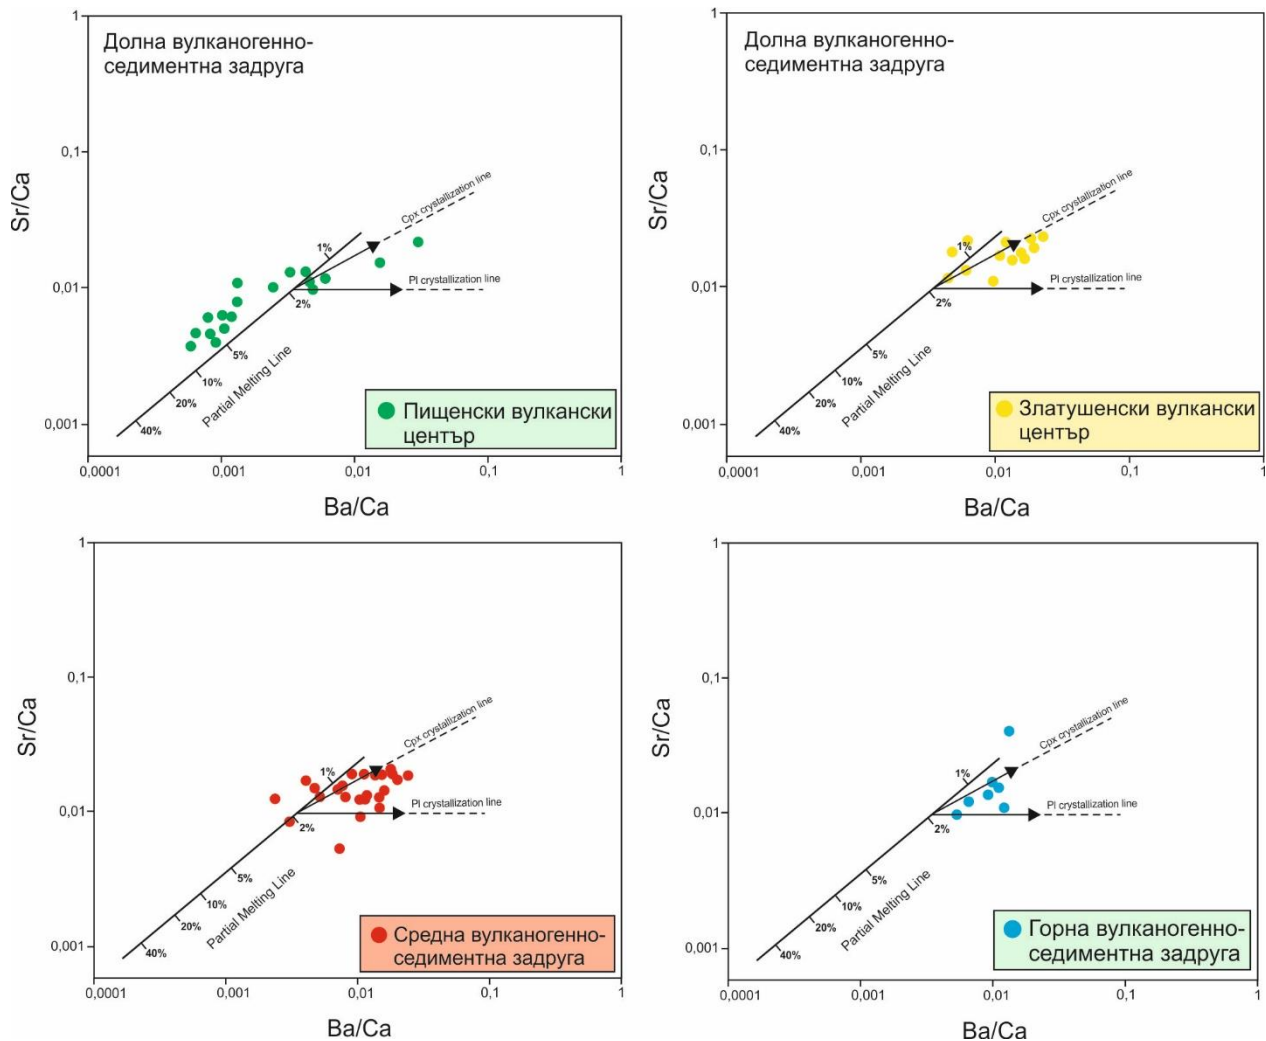 Долна вулканогенно-
седиментна задруга
1
0,1
0,01
0,001
Sr/Ca
Cpx crystallization line
1%
Pl crystallization line
2%
5%
10%
20%
40%
Partial Melting Line
Пищенски вулкански
център
0,0001
0,001
0,01
0,1
1
Ba/Ca
Долна вулканогенно-
седиментна задруга
1
0,1
0,01
0,001
Sr/Ca
Cpx crystallization line
1%
Pl crystallization line
2%
5%
10%
20%
40%
Partial Melting Line
Златушенски вулкански
център
0,0001
0,001
0,01
0,1
1
Ba/Ca
1
0,1
0,01
0,001
Sr/Ca
Cpx crystallization line
1%
Pl crystallization line
2%
5%
10%
20%
40%
Partial Melting Line
Средна вулканогенно-
седиментна задруга
0,0001
0,001
0,01
0,1
1
Ba/Ca
1
0,1
0,01
0,001
Sr/Ca
Cpx crystallization line
1%
Pl crystallization line
2%
5%
10%
20%
40%
Partial Melting Line
Горна вулканогенно-
седиментна задруга
0,0001
0,001
0,01
0,1
1
Ba/Ca